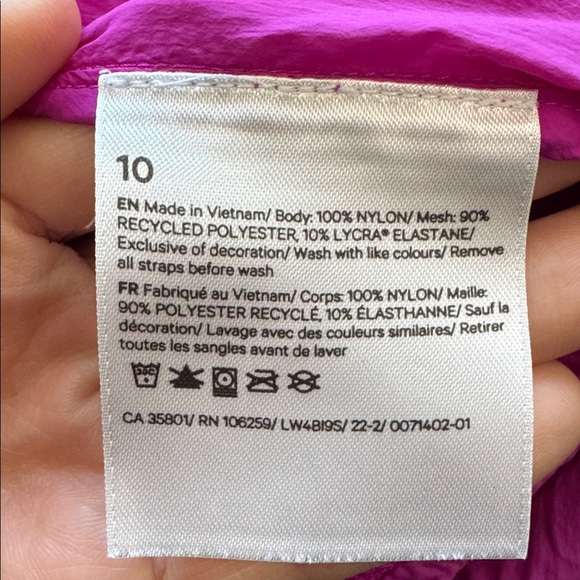 10
EN Made in Vietnam/ Body: 100% NYLON/ Mesh: 90%
RECYCLED POLYESTER, 10% LYCRA® ELASTANE/
Exclusive of decoration/ Wash with like colours/ Remove
all straps before wash
FR Fabriqué au Vietnam/ Corps: 100% NYLON/ Maille:
90% POLYESTER RECYCLÉ, 10% ÉLASTHANNE/ Sauf la
décoration/ Lavage avec des couleurs similaires/ Retirer
toutes les sangles avant de laver
30C
CA 35801/ RN 106259/ LW4BI9S/ 22-2/ 0071402-01